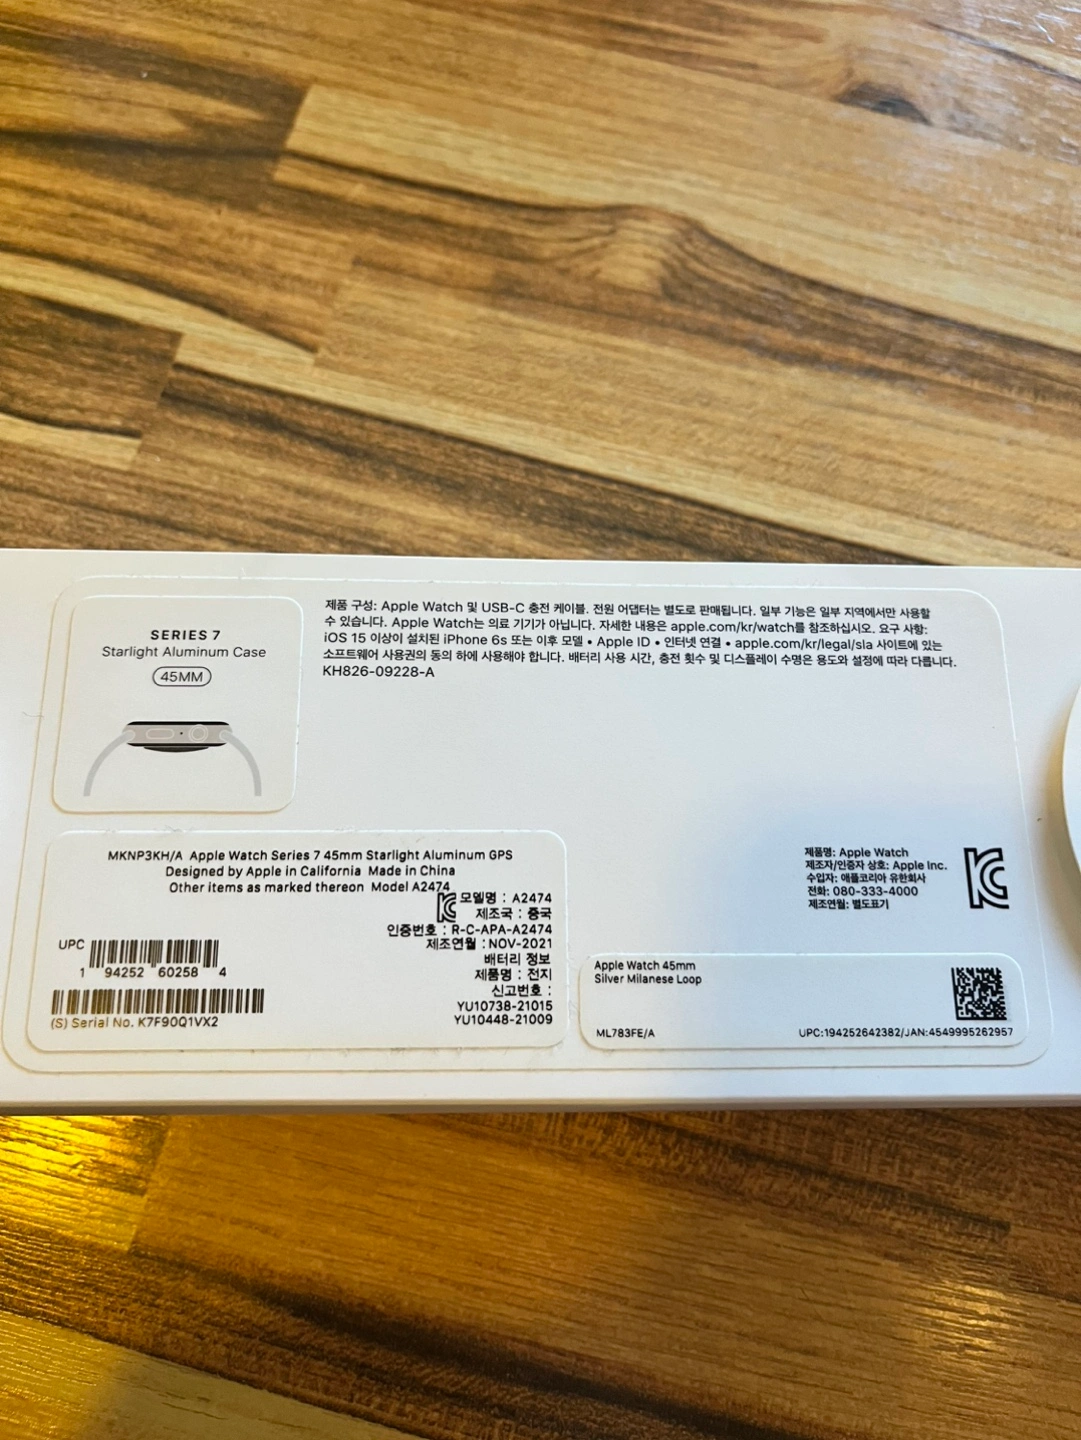 SERIES 7
Starlight Aluminum Case
45MM
제품 구성: Apple Watch 및 USB-C 충전 케이블. 전원 어댑터는 별도로 판매됩니다. 일부 기능은 일부 지역에서만 사용할
수 있습니다. Apple Watch는 의료 기기가 아닙니다. 자세한 내용은 apple.com/kr/watch를 참조하십시오. 요구 사항:
iOS 15 이상이 설치된 iPhone 6s 또는 이후 모델 • Apple ID • 인터넷 연결 • apple.com/kr/legal/sla 사이트에 있는
소프트웨어 사용권의 동의 하에 사용해야 합니다. 배터리 사용 시간, 충전 횟수 및 디스플레이 수명은 용도와 설정에 따라 다릅니다.
KH826-09228-A
MKNP3KH/A Apple Watch Series 7 45mm Starlight Aluminum GPS
Designed by Apple in California Made in China
Other items as marked thereon Model A2474
모델명 : A2474
제조국 : 중국
인증번호 : R-C-APA-A2474
제조연월 : NOV-2021
배터리 정보
제품명 : 전지
신고번호 :
YU10738-21015
YU10448-21009
UPC
1 94252 60258 4
(S) Serial No. K7F90Q1VX2
제품명: Apple Watch
제조자/인증자 상호: Apple Inc.
수입자: 애플코리아 유한회사
전화: 080-333-4000
제조연월: 별도표기
Apple Watch 45mm
Silver Milanese Loop
ML783FE/A
UPC:194252642382/JAN:4549995262957